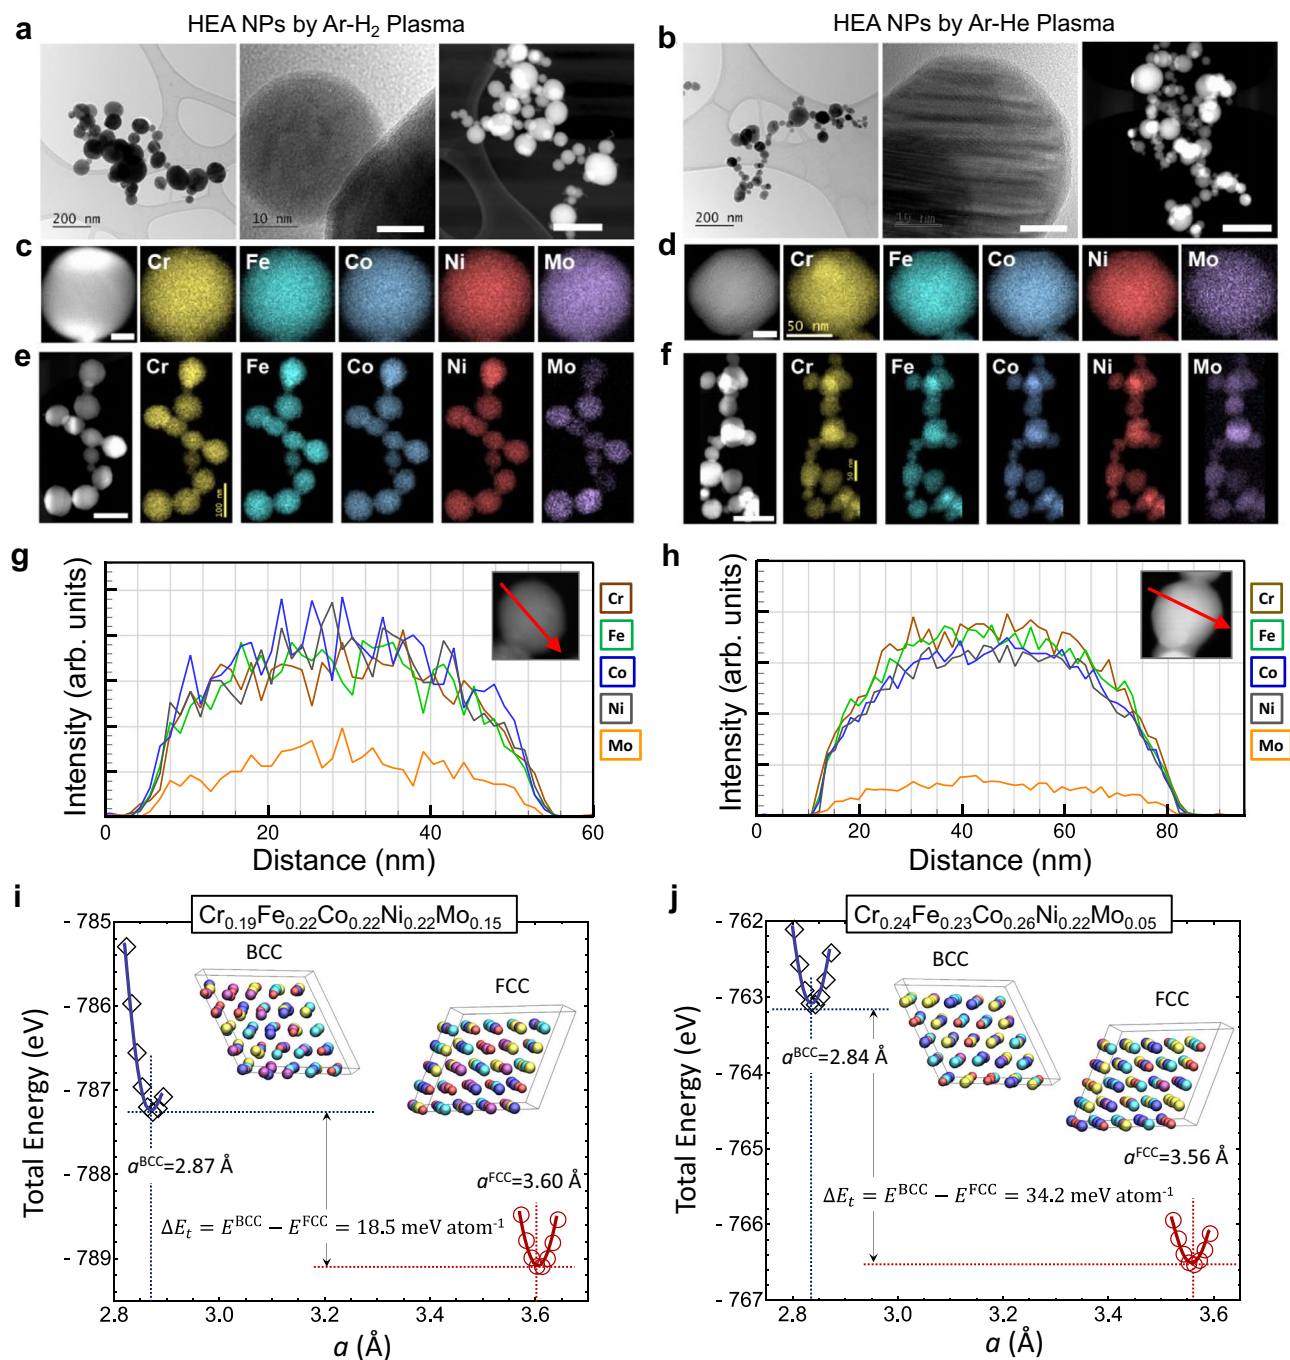 HEA NPs by Ar-H₂ Plasma
HEA NPs by Ar-He Plasma
a
200 nm
10 nm
b
200 nm
10 nm
c
Cr
Fe
Co
Ni
Mo
d
Cr
Fe
Co
Ni
Mo
50 nm
e
Cr
Fe
Co
Ni
Mo
100 nm
f
Cr
Fe
Co
Ni
Mo
50 nm
g
Intensity (arb. units)
Cr
Fe
Co
Ni
Mo
0
20
40
60
Distance (nm)
h
Intensity (arb. units)
Cr
Fe
Co
Ni
Mo
0
20
40
60
80
Distance (nm)
i
Cr₀.₁₉Fe₀.₂₂Co₀.₂₂Ni₀.₂₂Mo₀.₁₅
- 785
- 786
- 787
- 788
- 789
Total Energy (eV)
BCC
FCC
aᴮᶜᶜ=2.87 Å
aᶠᶜᶜ=3.60 Å
ΔEₜ = Eᴮᶜᶜ − Eᶠᶜᶜ = 18.5 meV atom⁻¹
2.8
3.0
3.2
3.4
3.6
a (Å)
j
Cr₀.₂₄Fe₀.₂₃Co₀.₂₆Ni₀.₂₂Mo₀.₀₅
- 762
- 763
- 764
- 765
- 766
- 767
Total Energy (eV)
BCC
FCC
aᴮᶜᶜ=2.84 Å
aᶠᶜᶜ=3.56 Å
ΔEₜ = Eᴮᶜᶜ − Eᶠᶜᶜ = 34.2 meV atom⁻¹
2.8
3.0
3.2
3.4
3.6
a (Å)